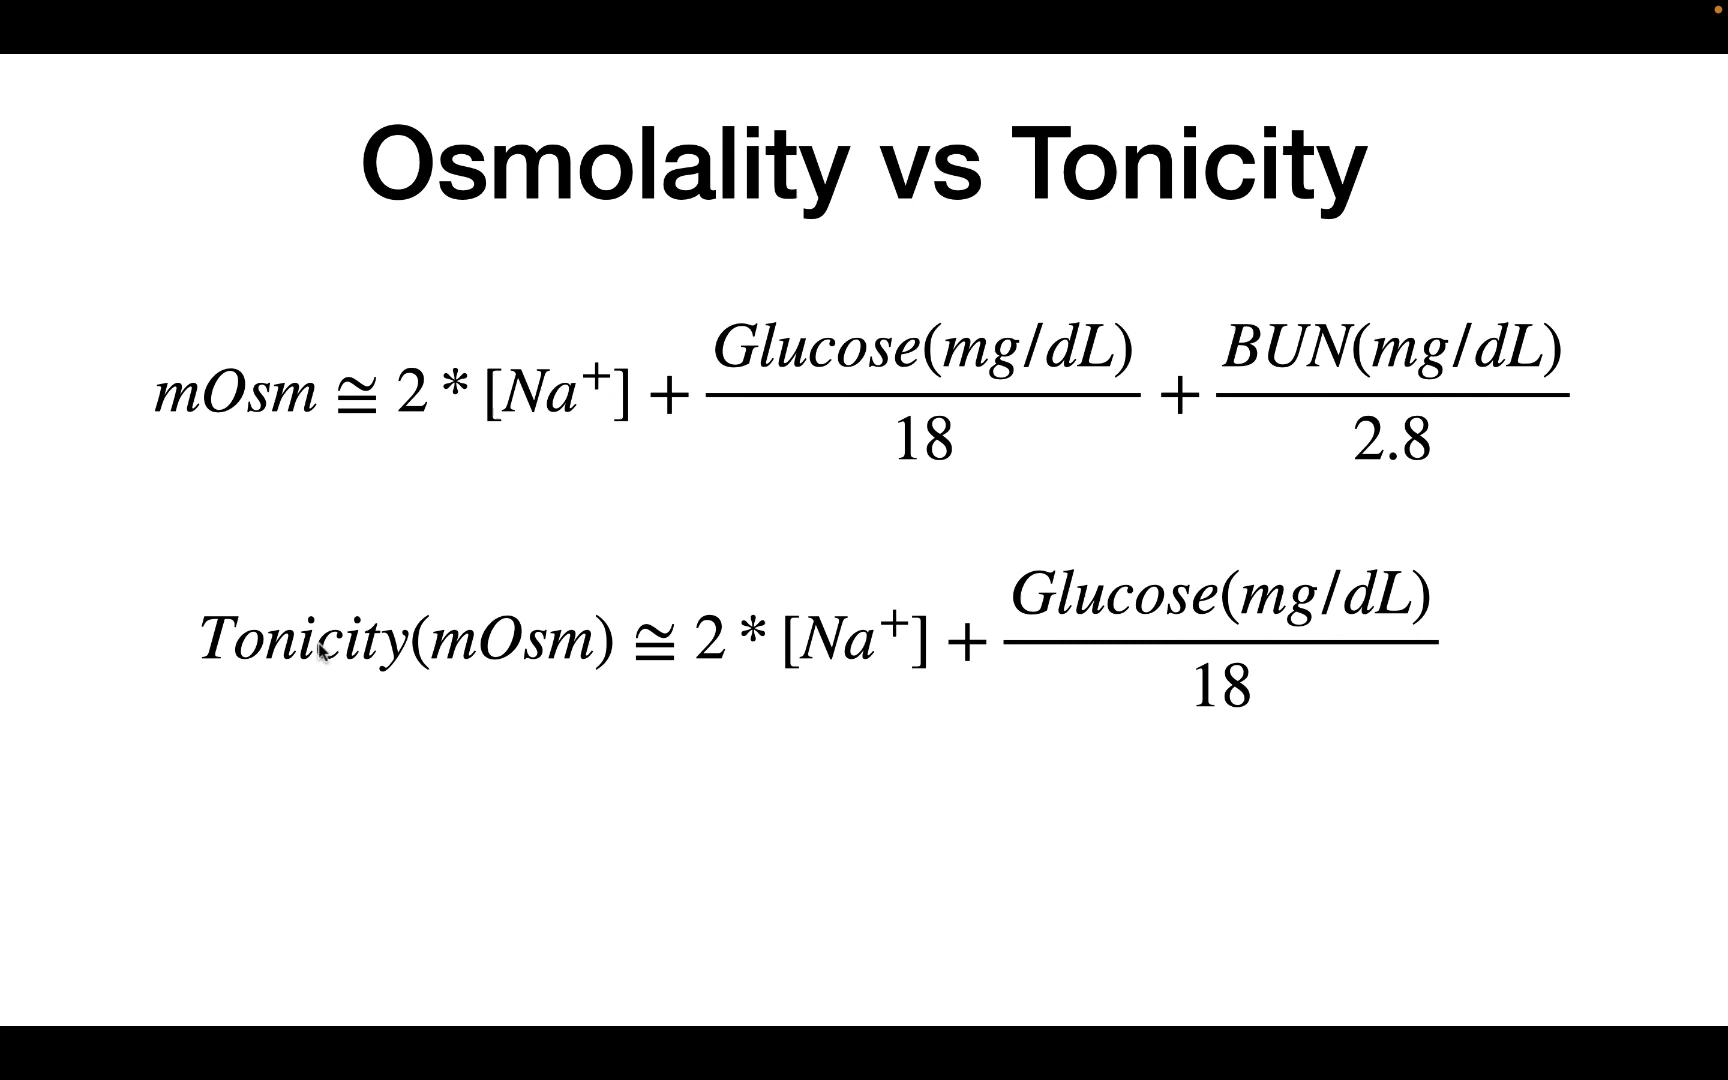 Osmolality vs Tonicity
mOsm ≅ 2 * [Na⁺] + Glucose(mg/dL)/18 + BUN(mg/dL)/2.8
Tonicity(mOsm) ≅ 2 * [Na⁺] + Glucose(mg/dL)/18